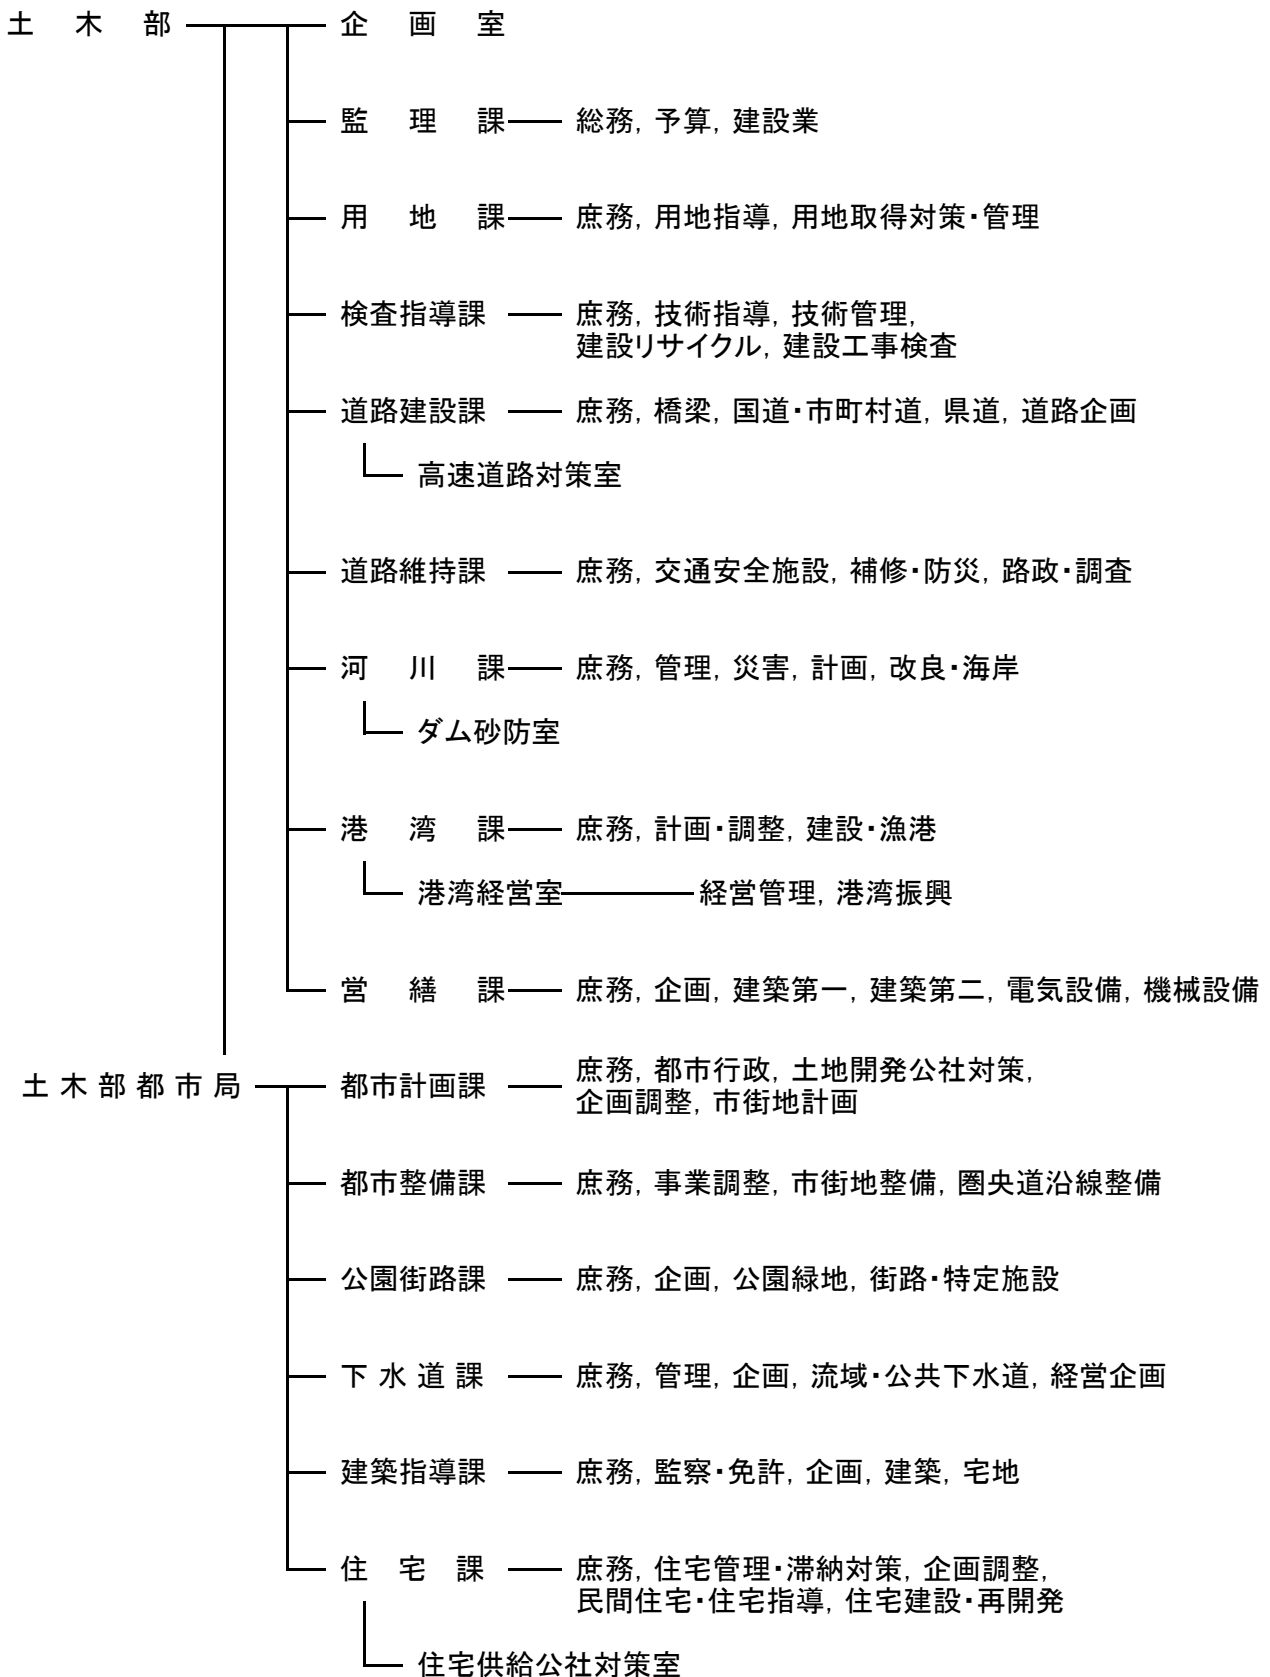 土木部 企画室
監理課 総務, 予算, 建設業
用地課 庶務, 用地指導, 用地取得対策・管理
検査指導課 庶務, 技術指導, 技術管理,
建設リサイクル, 建設工事検査
道路建設課 庶務, 橋梁, 国道・市町村道, 県道, 道路企画
高速道路対策室
道路維持課 庶務, 交通安全施設, 補修・防災, 路政・調査
河川課 庶務, 管理, 災害, 計画, 改良・海岸
ダム砂防室
港湾課 庶務, 計画・調整, 建設・漁港
港湾経営室 経営管理, 港湾振興
営繕課 庶務, 企画, 建築第一, 建築第二, 電気設備, 機械設備
土木部都市局 都市計画課 庶務, 都市行政, 土地開発公社対策,
企画調整, 市街地計画
都市整備課 庶務, 事業調整, 市街地整備, 圏央道沿線整備
公園街路課 庶務, 企画, 公園緑地, 街路・特定施設
下水道課 庶務, 管理, 企画, 流域・公共下水道, 経営企画
建築指導課 庶務, 監察・免許, 企画, 建築, 宅地
住宅課 庶務, 住宅管理・滞納対策, 企画調整,
民間住宅・住宅指導, 住宅建設・再開発
住宅供給公社対策室